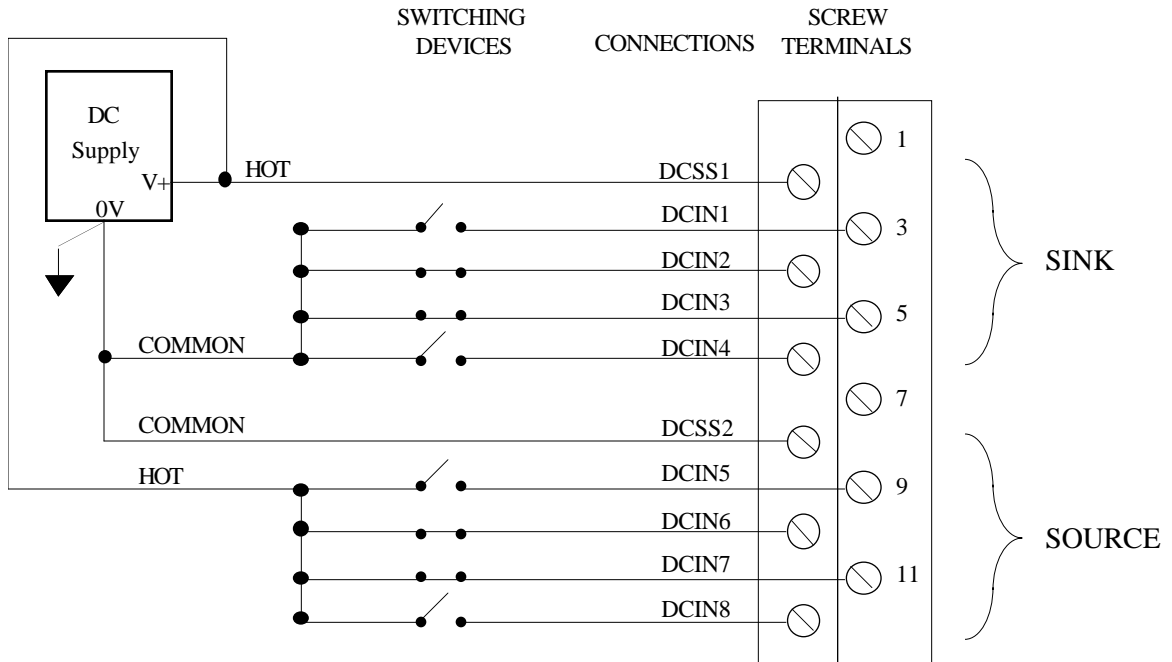 SWITCHING
DEVICES
CONNECTIONS
SCREW
TERMINALS
DC
Supply
V+
0V
HOT
DCSS1
1
DCIN1
3
DCIN2
SINK
DCIN3
5
COMMON
DCIN4
7
COMMON
DCSS2
HOT
DCIN5
9
DCIN6
SOURCE
DCIN7
11
DCIN8